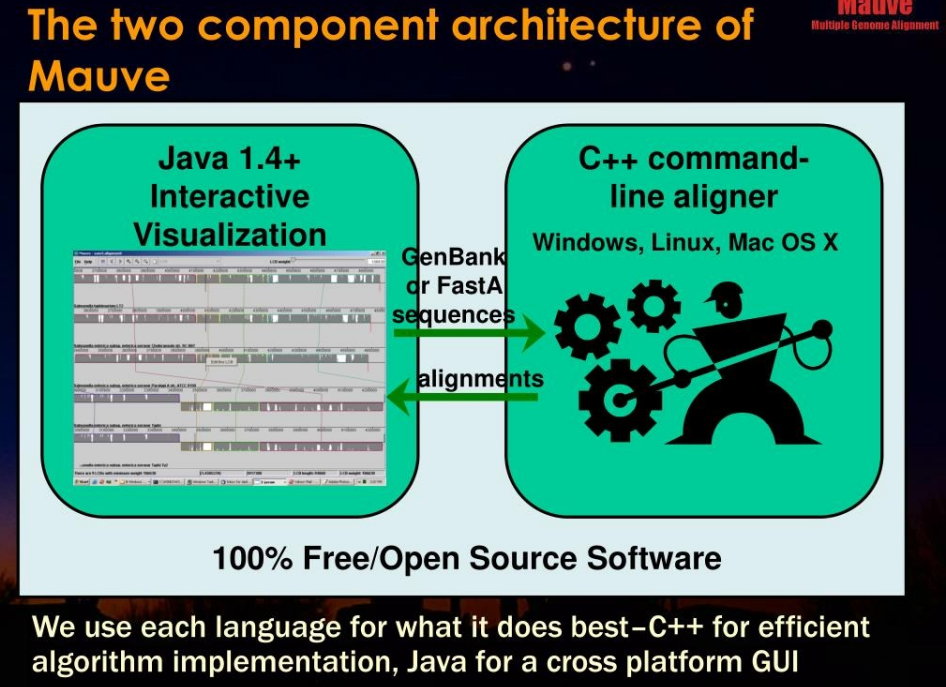 The two component architecture of
Mauve
Mauve
Multiple Genome Alignment
Java 1.4+
Interactive
Visualization
C++ command-
line aligner
Windows, Linux, Mac OS X
GenBank
or FastA
sequences
alignments
100% Free/Open Source Software
We use each language for what it does best–C++ for efficient
algorithm implementation, Java for a cross platform GUI